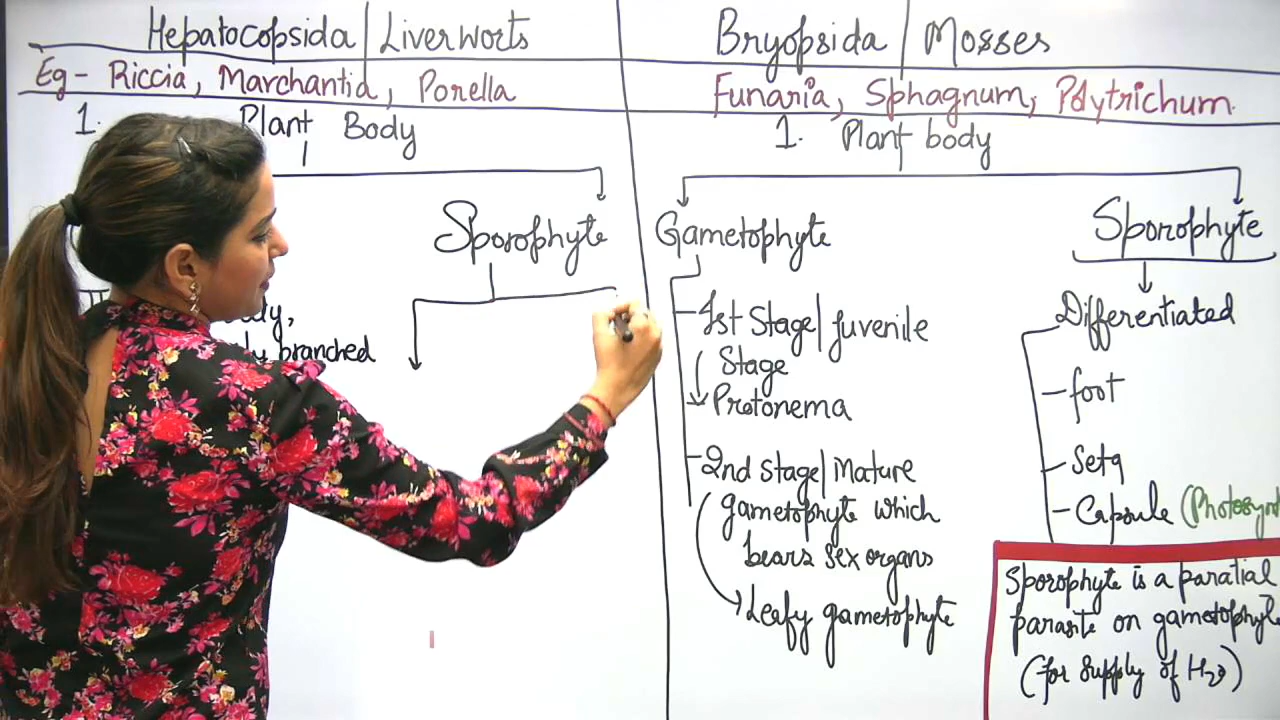 Hepatocopsida | Liverworts
Eg - Riccia, Marchantia, Porella
1. Plant Body
Sporophyte
branched
Bryopsida | Mosses
Funaria, Sphagnum, Polytrichum.
1. Plant body
Gametophyte
1st Stage/Juvenile
Stage
Protonema
2nd stage/Mature
gametophyte which
bears sex organs
Leafy gametophyte
Sporophyte
Differentiated
- foot
- Seta
- Capsule
Sporophyte is a paratial
parasite on gametophyte
(for supply of H2O)